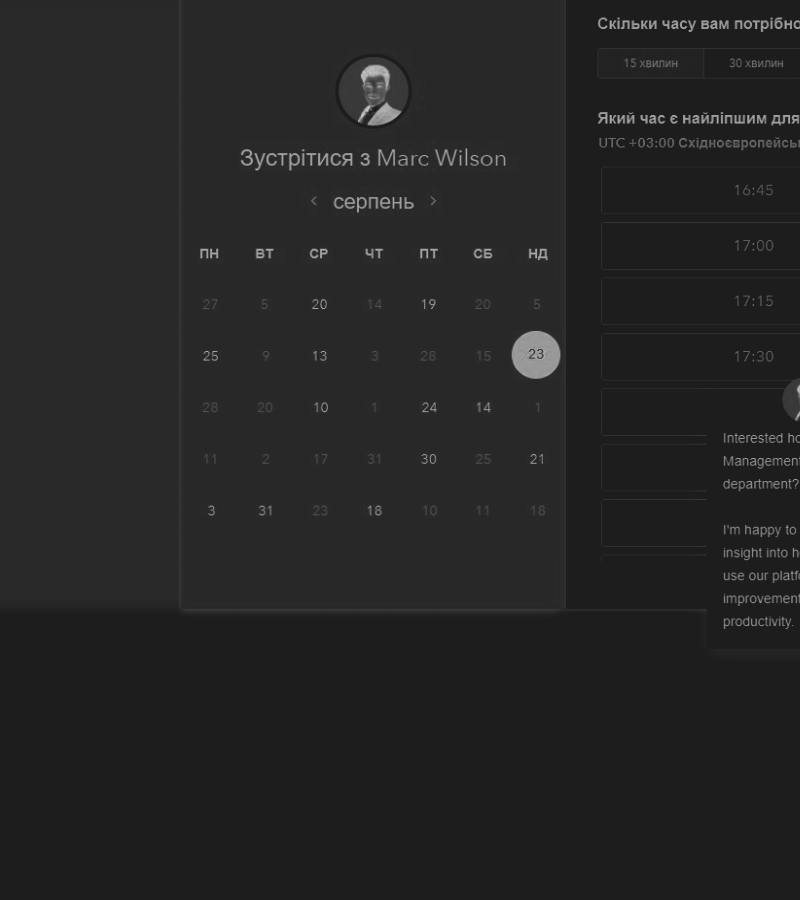 Зустрітися з Marc Wilson
серпень
ПН ВТ СР ЧТ ПТ СБ НД
27 5 20 14 19 20 5
25 9 13 3 28 15 23
28 20 10 1 24 14 1
11 2 17 31 30 25 21
3 31 23 18 10 11 18
Скільки часу вам потрібно
15 хвилин 30 хвилин
Який час є найліпшим для
UTC +03:00 Східноєвропейсь
16:45
17:00
17:15
17:30
Interested ho
Management
department?
I'm happy to
insight into h
use our platf
improvement
productivity.